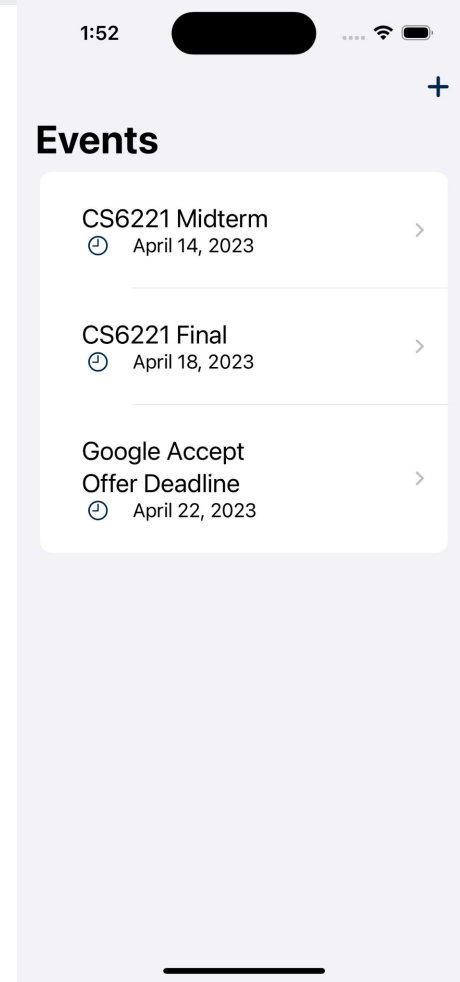 1:52
+
Events
CS6221 Midterm
April 14, 2023
CS6221 Final
April 18, 2023
Google Accept
Offer Deadline
April 22, 2023